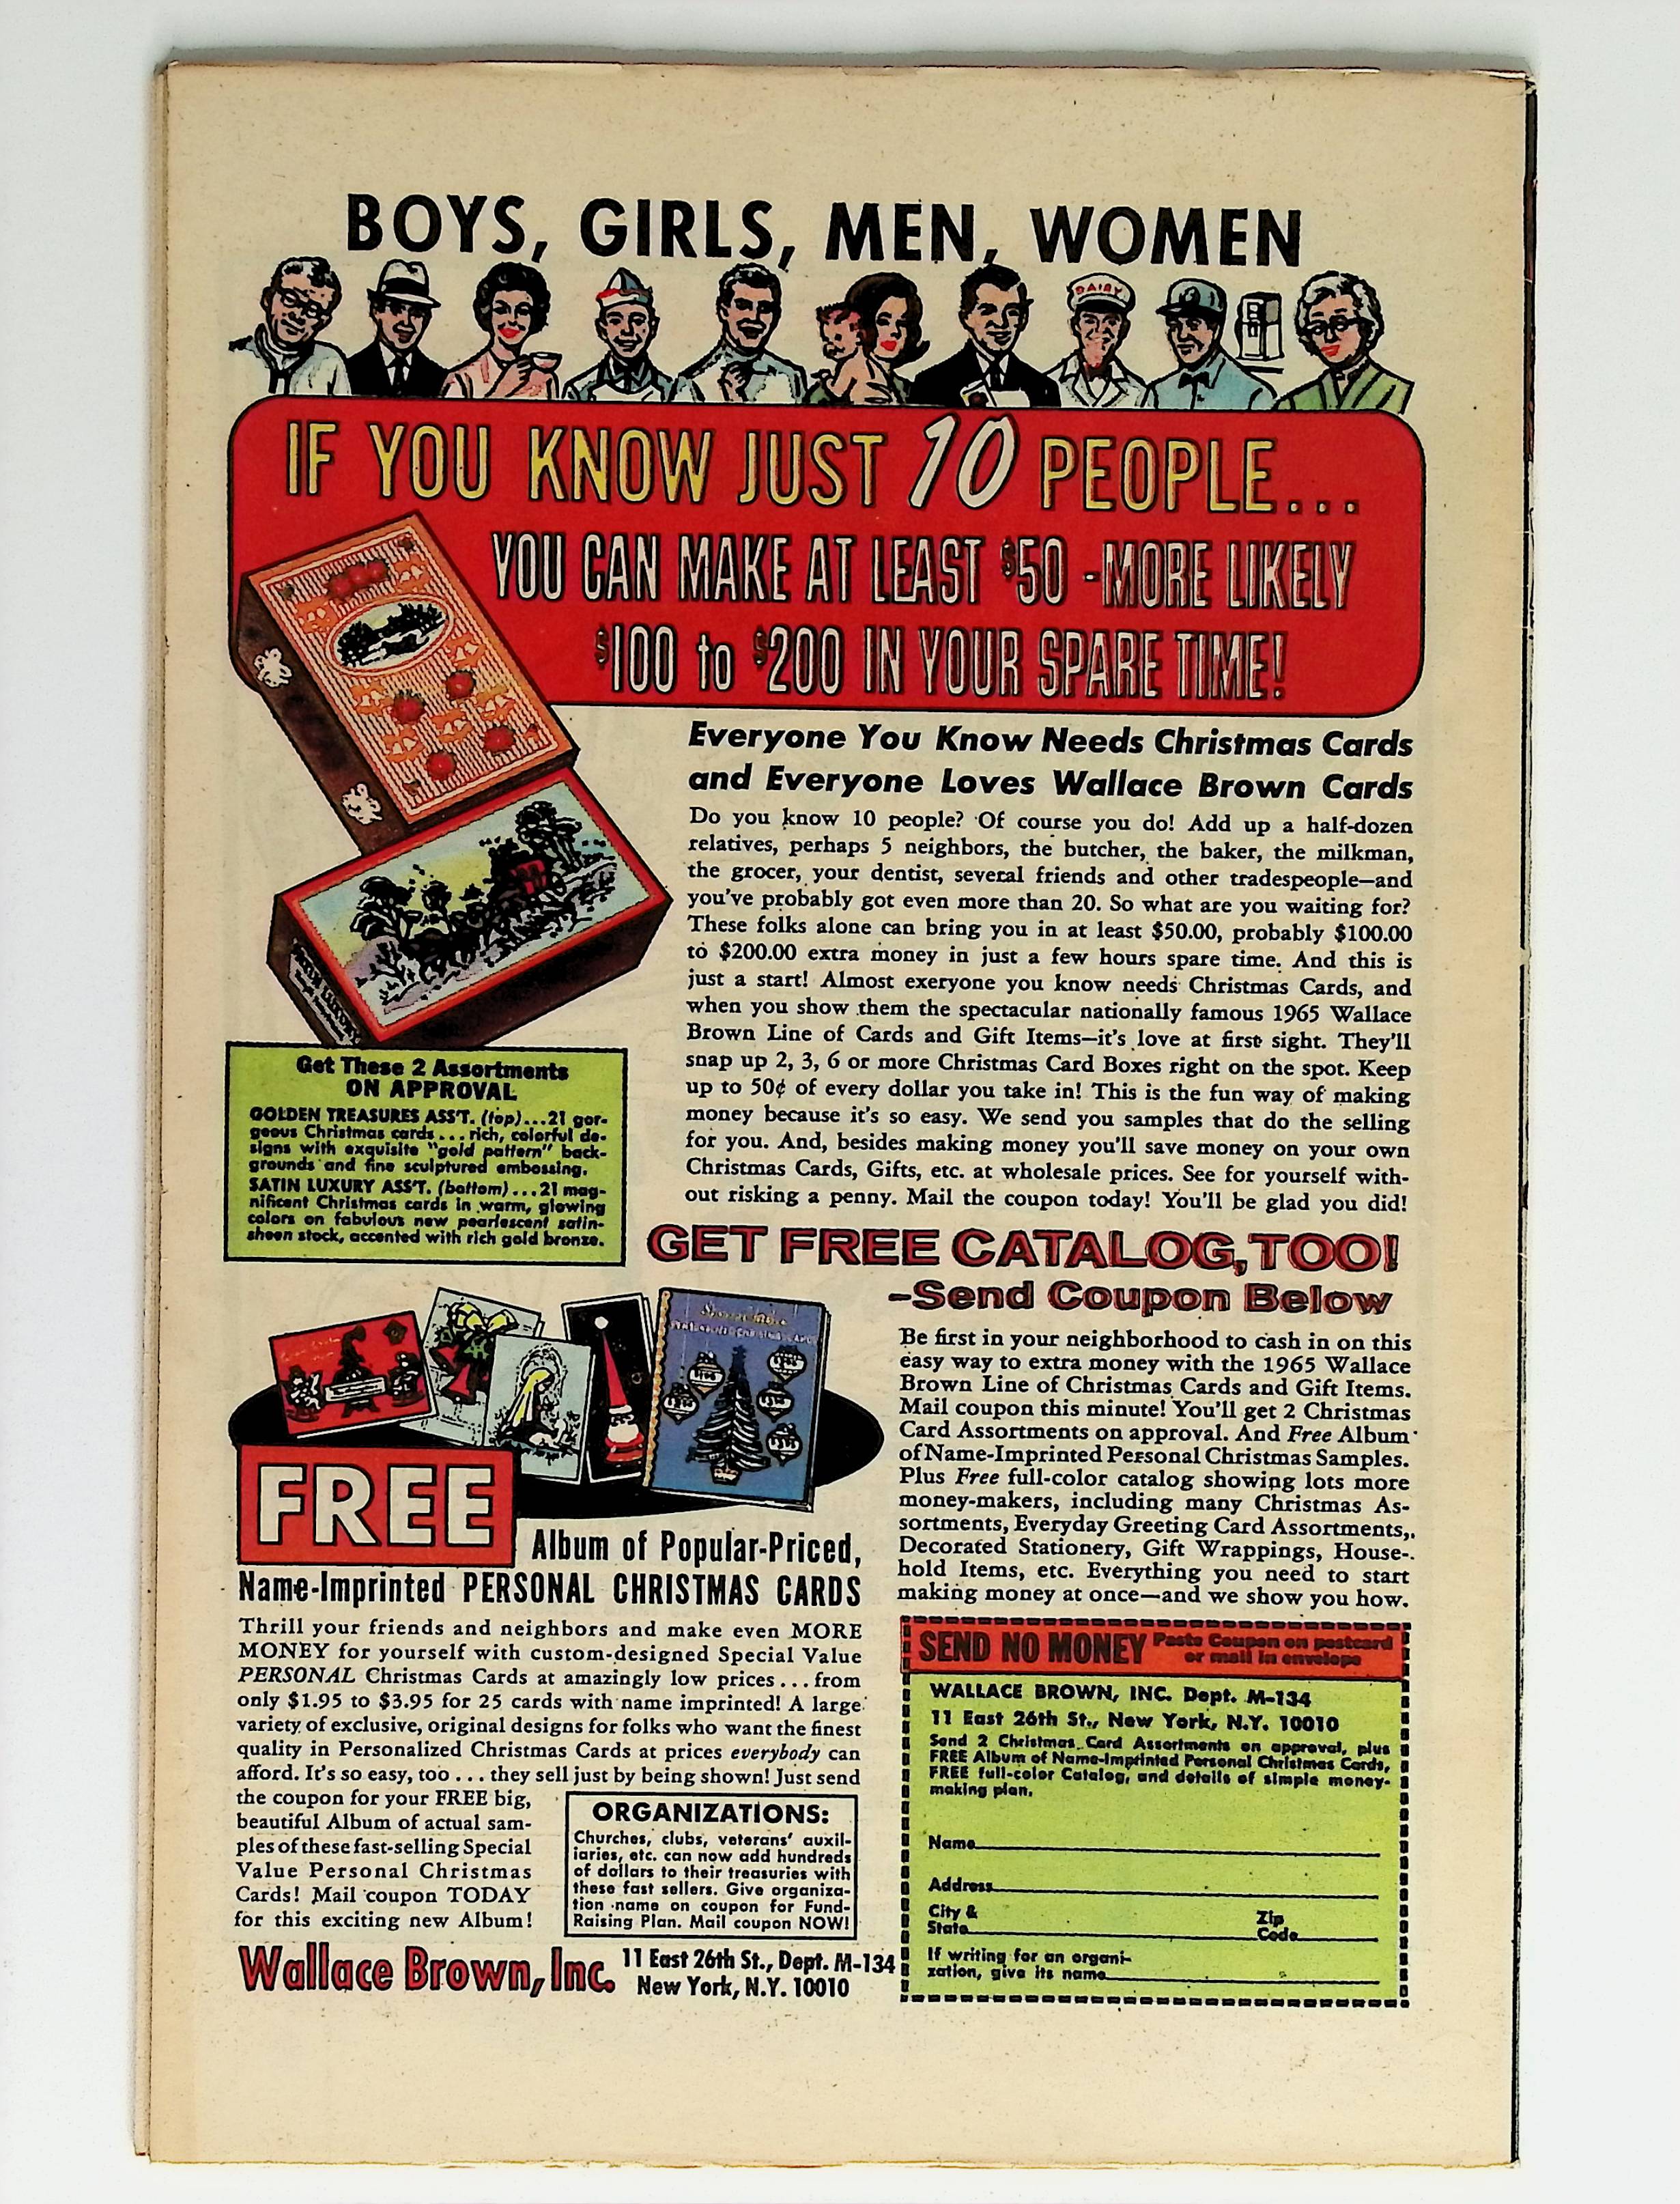 BOYS, GIRLS, MEN, WOMEN
DAIRY
IF YOU KNOW JUST 10 PEOPLE...
YOU CAN MAKE AT LEAST $50 -MORE LIKELY
$100 to $200 IN YOUR SPARE TIME!
Everyone You Know Needs Christmas Cards
and Everyone Loves Wallace Brown Cards
Do you know 10 people? Of course you do! Add up a half-dozen
relatives, perhaps 5 neighbors, the butcher, the baker, the milkman,
the grocer, your dentist, several friends and other tradespeople—and
you've probably got even more than 20. So what are you waiting for?
These folks alone can bring you in at least $50.00, probably $100.00
to $200.00 extra money in just a few hours spare time. And this is
just a start! Almost exeryone you know needs Christmas Cards, and
when you show them the spectacular nationally famous 1965 Wallace
Brown Line of Cards and Gift Items—it's love at first sight. They'll
snap up 2, 3, 6 or more Christmas Card Boxes right on the spot. Keep
up to 50¢ of every dollar you take in! This is the fun way of making
money because it's so easy. We send you samples that do the selling
for you. And, besides making money you'll save money on your own
Christmas Cards, Gifts, etc. at wholesale prices. See for yourself with-
out risking a penny. Mail the coupon today! You'll be glad you did!
Get These 2 Assortments
ON APPROVAL
GOLDEN TREASURES ASS'T. (top)...21 gor-
geous Christmas cards...rich, colorful de-
signs with exquisite "gold pattern" back-
grounds and fine sculptured embossing.
SATIN LUXURY ASS'T. (bottom)...21 mag-
nificent Christmas cards in warm, glowing
colors on fabulous new pearlescent satin-
sheen stock, accented with rich gold bronze.
GET FREE CATALOG, TOO!
-Send Coupon Below
Be first in your neighborhood to cash in on this
easy way to extra money with the 1965 Wallace
Brown Line of Christmas Cards and Gift Items.
Mail coupon this minute! You'll get 2 Christmas
Card Assortments on approval. And Free Album
of Name-Imprinted Personal Christmas Samples.
Plus Free full-color catalog showing lots more
money-makers, including many Christmas As-
sortments, Everyday Greeting Card Assortments,
Decorated Stationery, Gift Wrappings, House-
hold Items, etc. Everything you need to start
making money at once—and we show you how.
FREE
Album of Popular-Priced,
Name-Imprinted PERSONAL CHRISTMAS CARDS
Thrill your friends and neighbors and make even MORE
MONEY for yourself with custom-designed Special Value
PERSONAL Christmas Cards at amazingly low prices...from
only $1.95 to $3.95 for 25 cards with name imprinted! A large
variety of exclusive, original designs for folks who want the finest
quality in Personalized Christmas Cards at prices everybody can
afford. It's so easy, too...they sell just by being shown! Just send
the coupon for your FREE big,
beautiful Album of actual sam-
ples of these fast-selling Special
Value Personal Christmas
Cards! Mail coupon TODAY
for this exciting new Album!
ORGANIZATIONS:
Churches, clubs, veterans' auxil-
iaries, etc. can now add hundreds
of dollars to their treasuries with
these fast sellers. Give organiza-
tion name on coupon for Fund-
Raising Plan. Mail coupon NOW!
Wallace Brown, Inc.
11 East 26th St., Dept. M-134
New York, N.Y. 10010
SEND NO MONEY Paste Coupon on postcard
or mail in envelope
WALLACE BROWN, INC. Dept. M-134
11 East 26th St., New York, N.Y. 10010
Send 2 Christmas Card Assortments on approval, plus
FREE Album of Name-Imprinted Personal Christmas Cards,
FREE full-color Catalog, and details of simple money-
making plan.
Name
Address
City &
State
Zip
Code
If writing for an organi-
zation, give its name